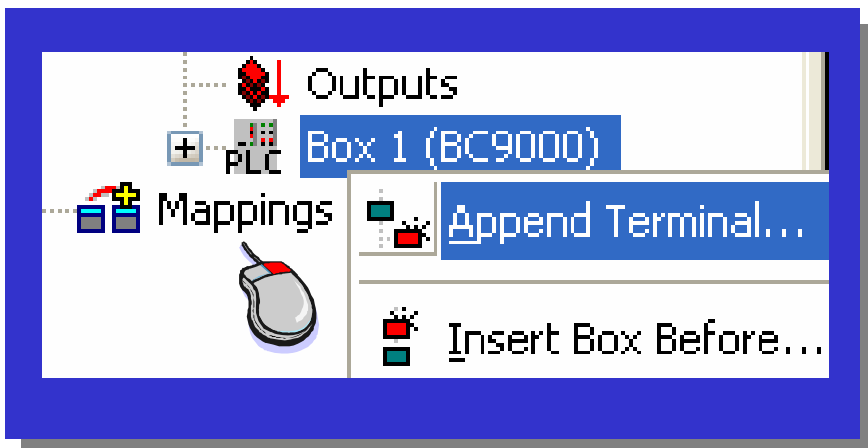 Outputs
PLC Box 1 (BC9000)
Mappings
Append Terminal...
Insert Box Before...